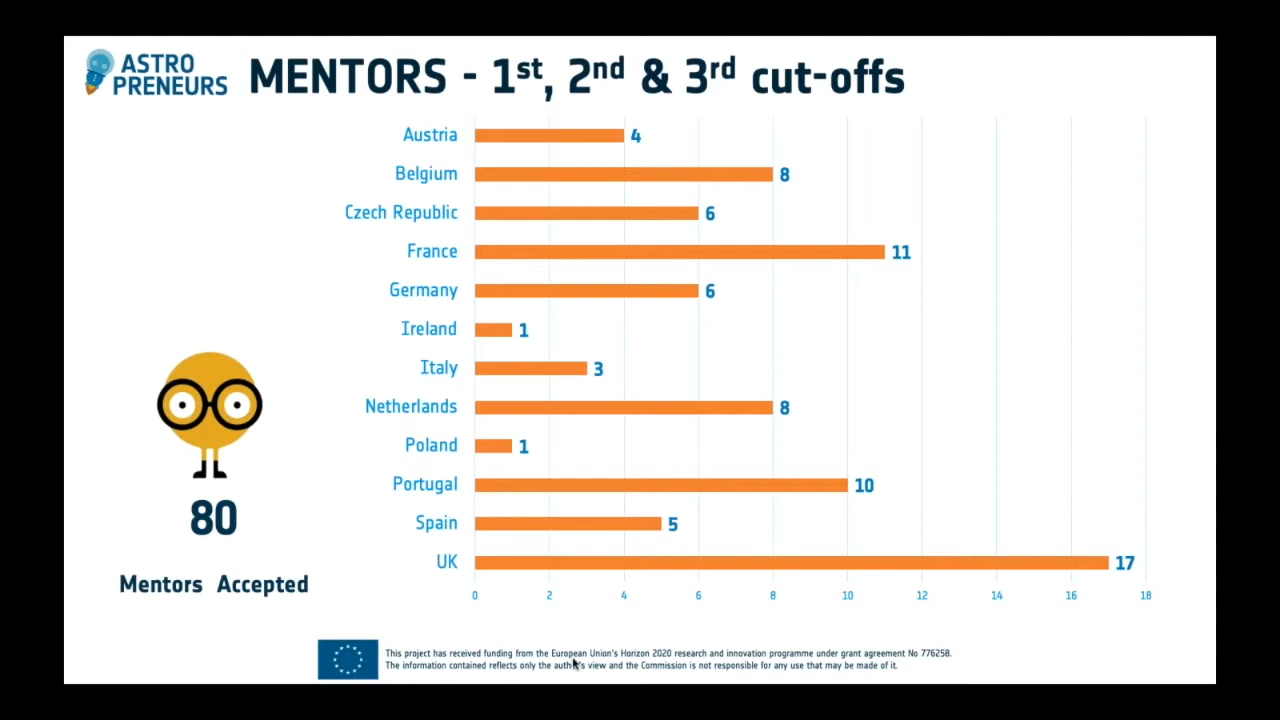 ASTRO
PRENEURS
MENTORS - 1st, 2nd & 3rd cut-offs
Austria 4
Belgium 8
Czech Republic 6
France 11
Germany 6
Ireland 1
Italy 3
Netherlands 8
Poland 1
Portugal 10
Spain 5
UK 17
0 2 4 6 8 10 12 14 16 18
80
Mentors Accepted
This project has received funding from the European Union's Horizon 2020 research and innovation programme under grant agreement No 776258.
The information contained reflects only the author's view and the Commission is not responsible for any use that may be made of it.